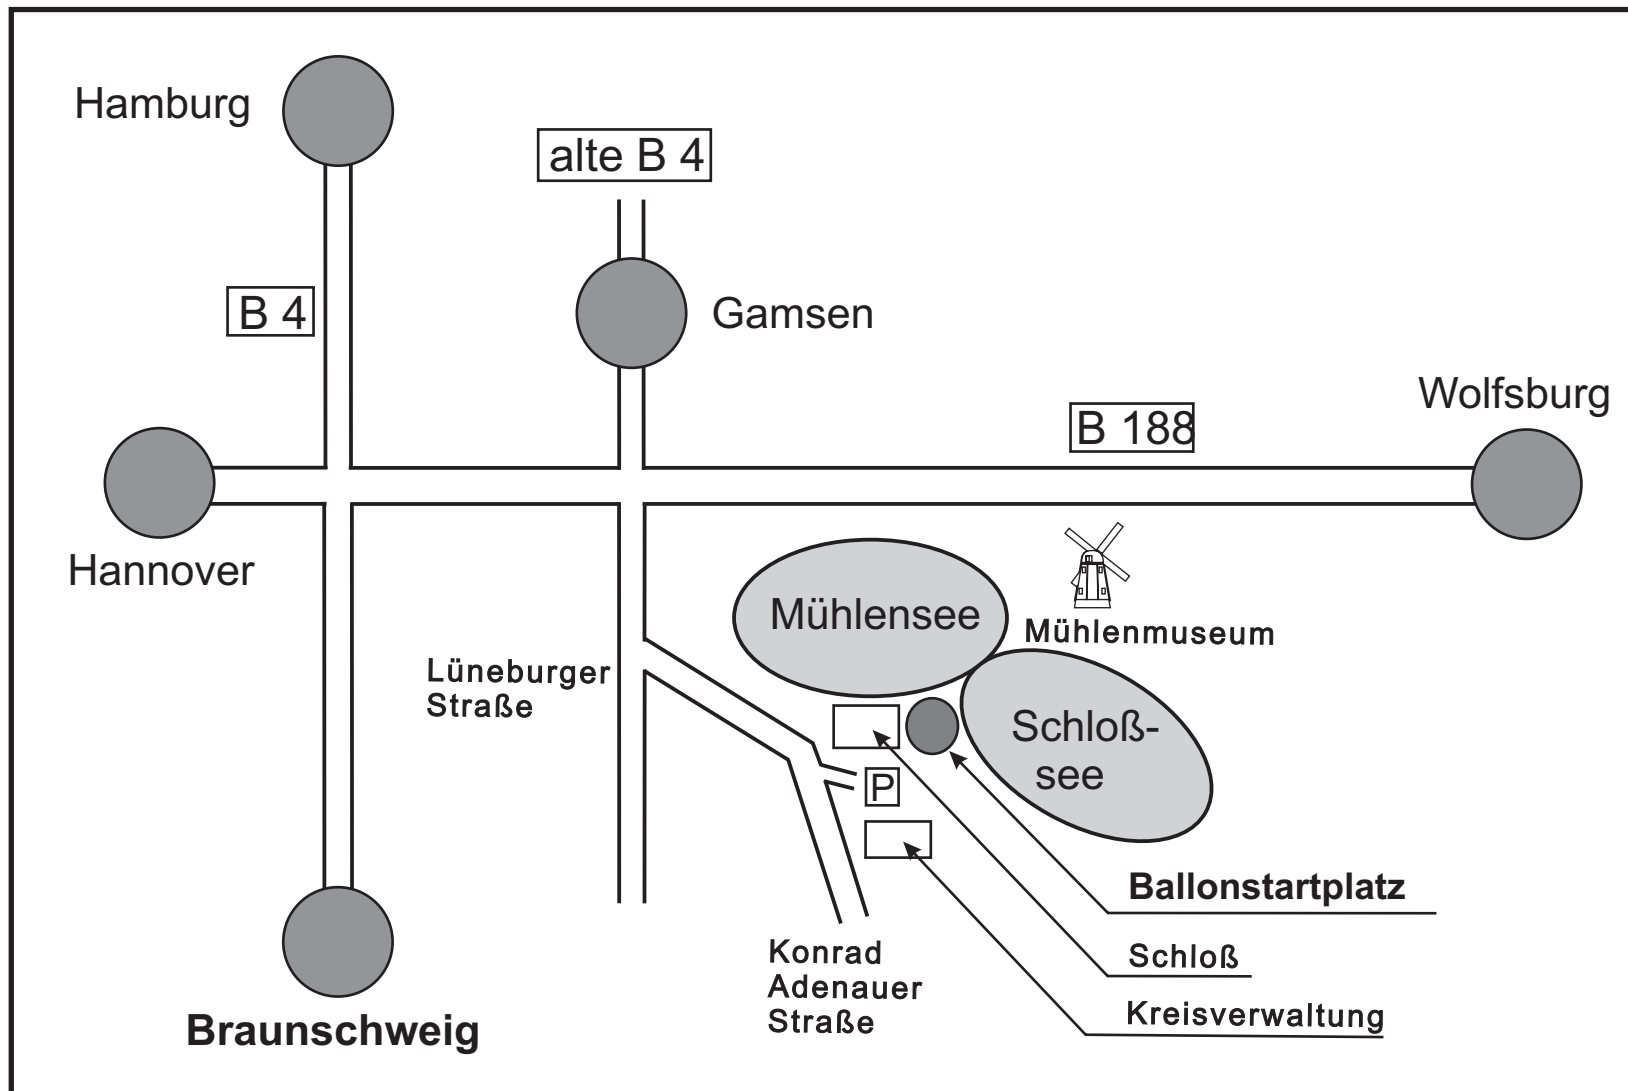 Hamburg
alte B 4
B 4
Gamsen
Wolfsburg
B 188
Hannover
Mühlensee
Mühlenmuseum
Lüneburger
Straße
Schloß-
see
P
Ballonstartplatz
Konrad
Adenauer
Straße
Schloß
Kreisverwaltung
Braunschweig